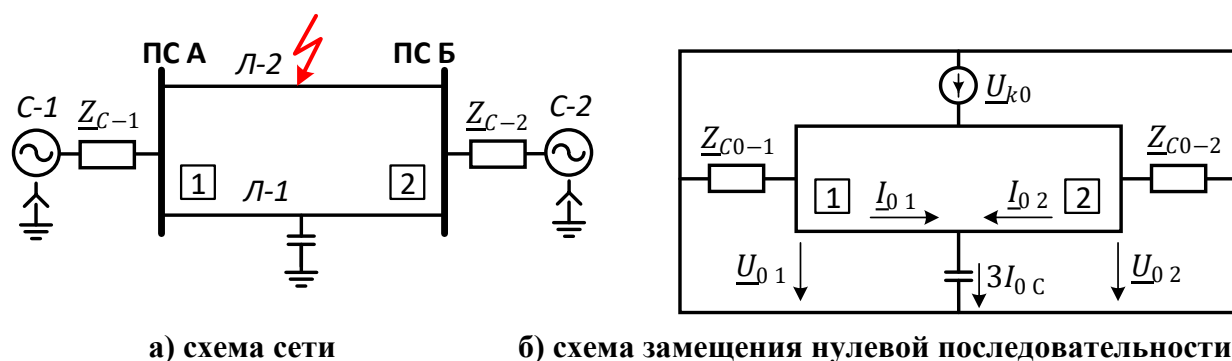 ПС А
ПС Б
Л-2
С-1
Z_C−1
Z_C−2
С-2
1
2
Л-1
U_k0
Z_C0−1
Z_C0−2
1
I_0 1
I_0 2
2
U_0 1
3I_0 C
U_0 2
а) схема сети
б) схема замещения нулевой последовательности